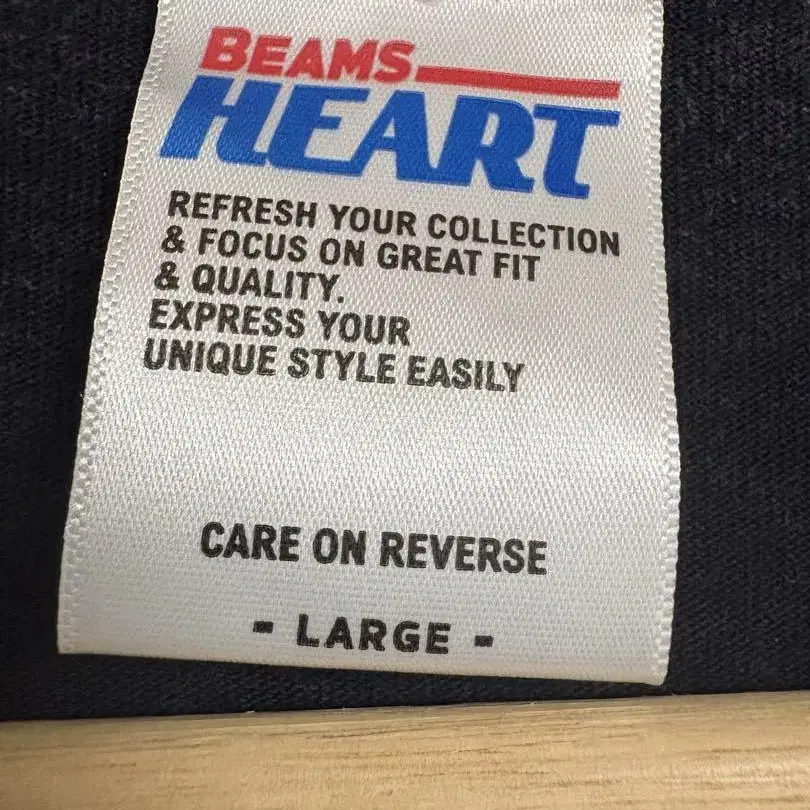 BEAMS
HEART
REFRESH YOUR COLLECTION
& FOCUS ON GREAT FIT
& QUALITY.
EXPRESS YOUR
UNIQUE STYLE EASILY
CARE ON REVERSE
- LARGE -